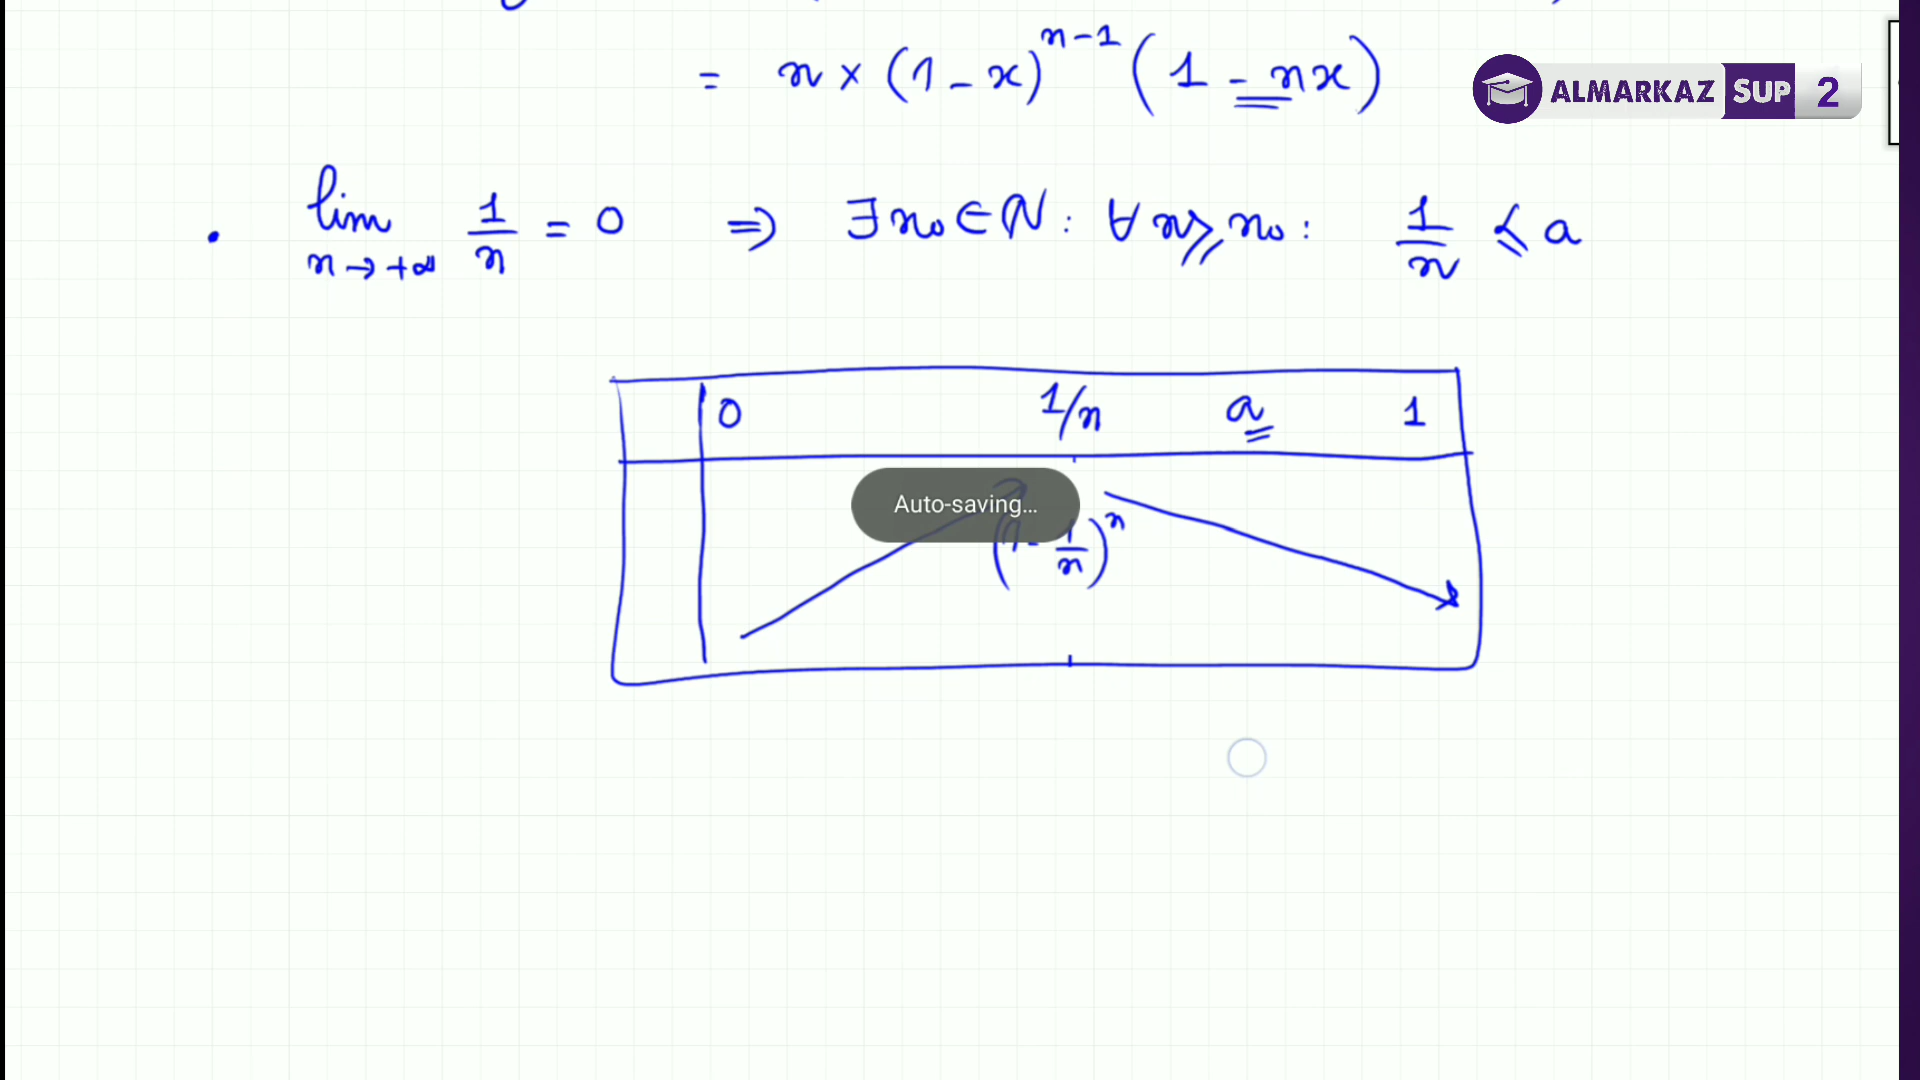 = n × (1 - x)^{n-1} (1 - nx)
ALMARKAZ SUP 2
• lim_{n→+∞} 1/n = 0 ⇒ ∃ n₀ ∈ ℕ : ∀ n ⩾ n₀ : 1/n ⩽ a
0 1/n a 1
Auto-saving...
(1 - 1/n)^n